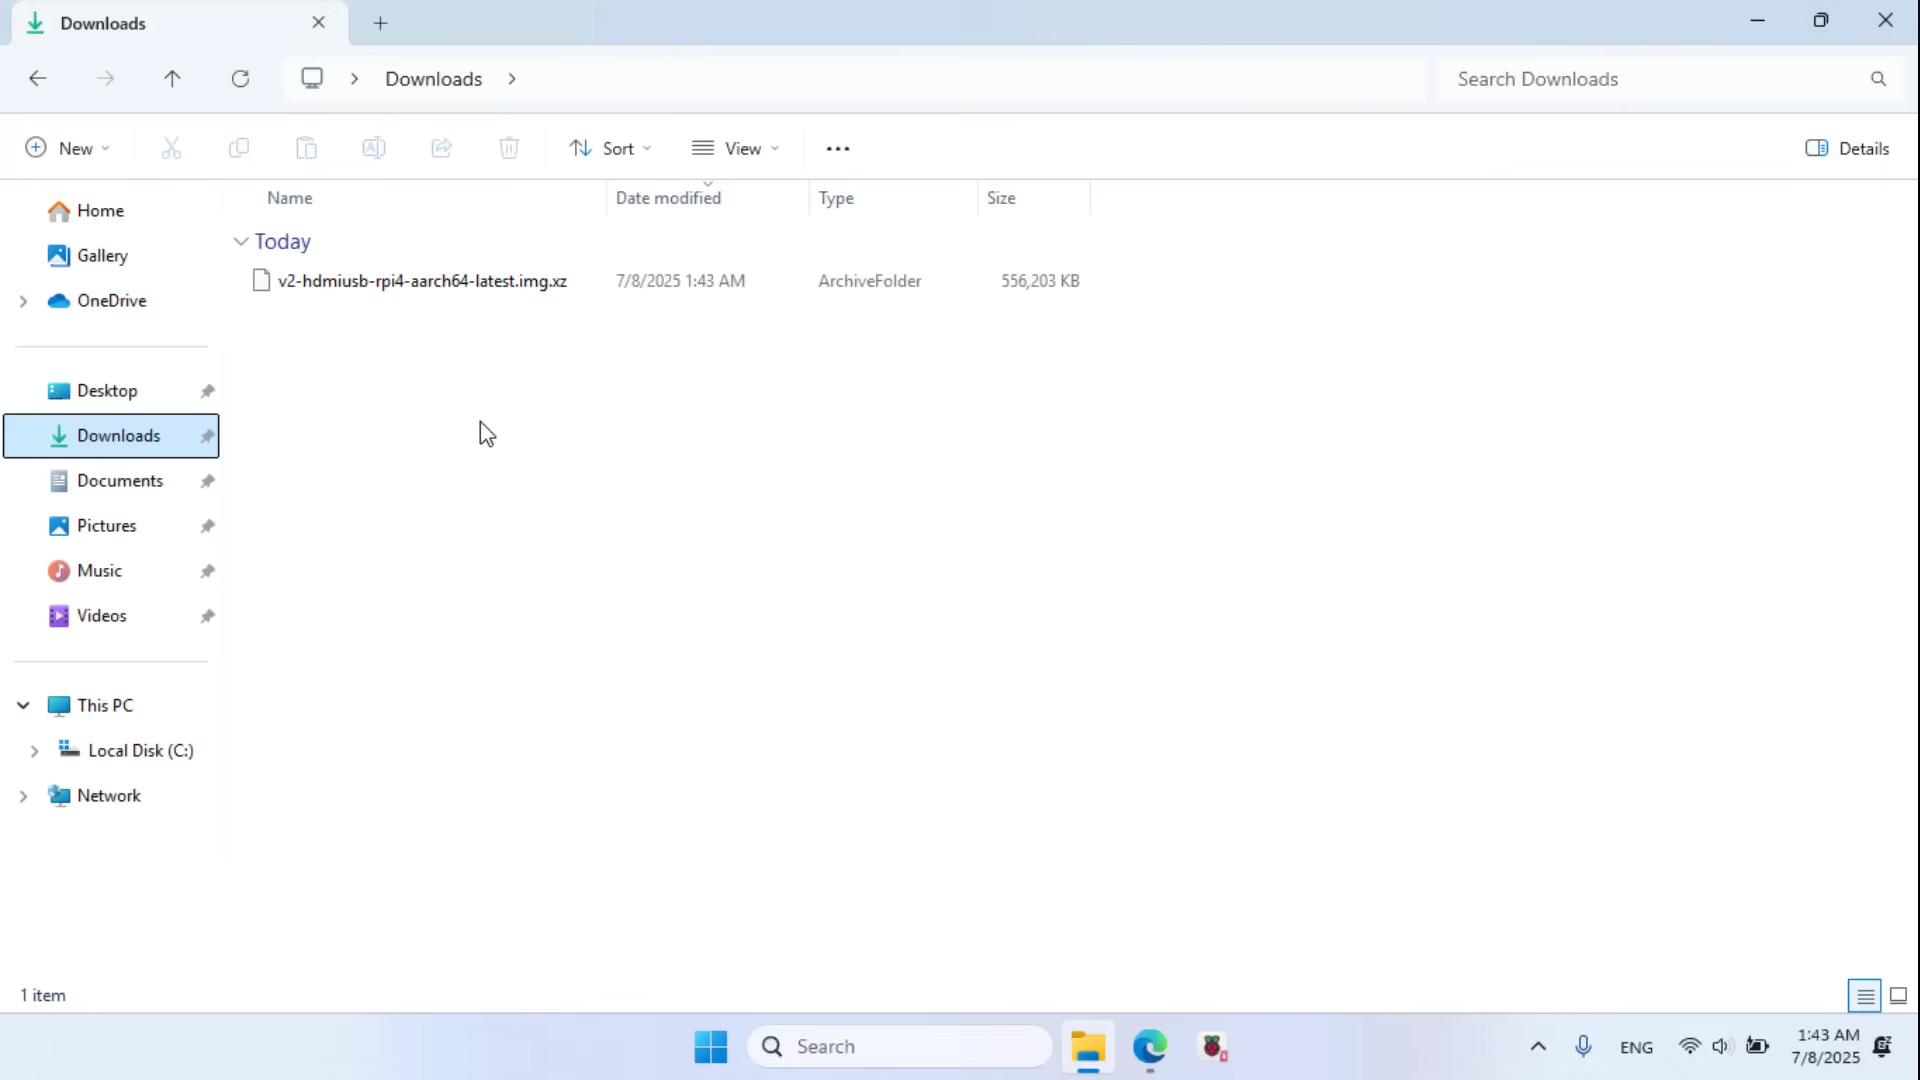 Downloads
Downloads
Search Downloads
New
Sort
View
Details
Name
Date modified
Type
Size
Home
Gallery
OneDrive
Desktop
Downloads
Documents
Pictures
Music
Videos
This PC
Local Disk (C:)
Network
Today
v2-hdmiusb-rpi4-aarch64-latest.img.xz
7/8/2025 1:43 AM
ArchiveFolder
556,203 KB
1 item
Search
ENG
1:43 AM
7/8/2025